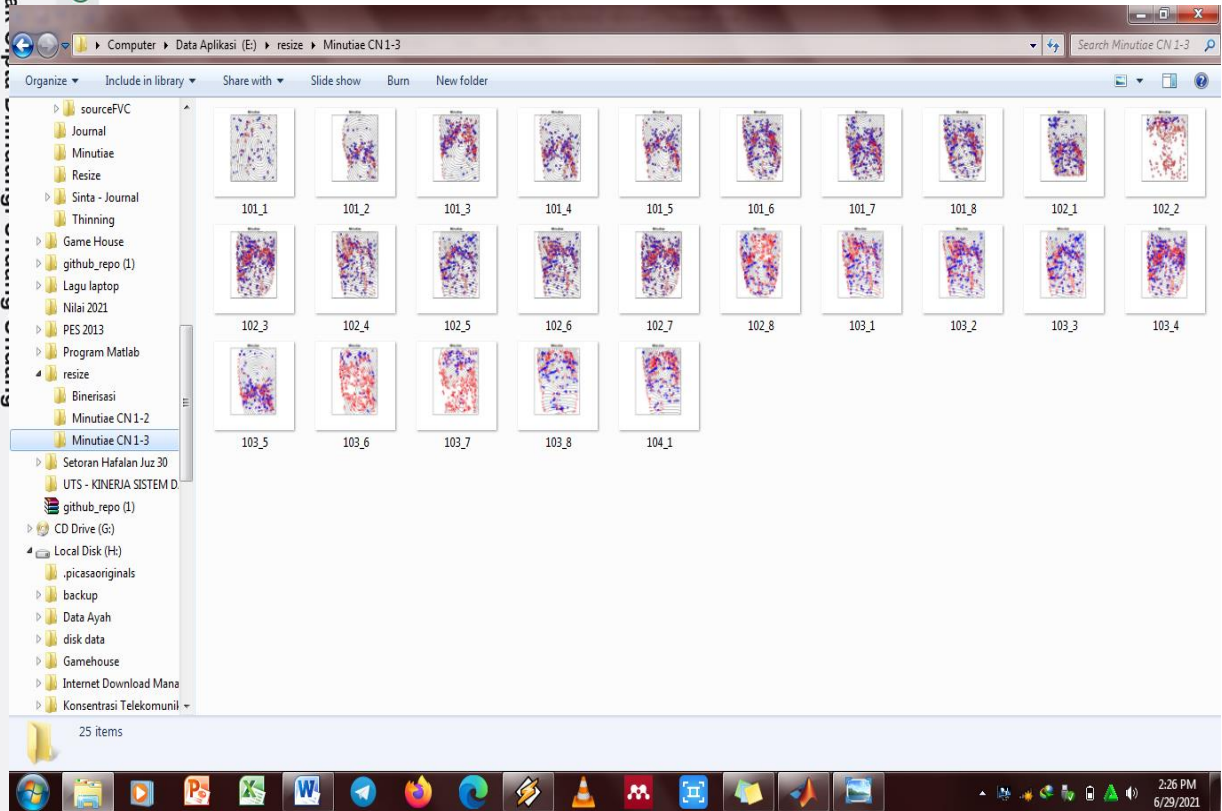 Computer ▸ Data Aplikasi (E:) ▸ resize ▸ Minutiae CN 1-3
Search Minutiae CN 1-3
Organize
Include in library
Share with
Slide show
Burn
New folder
sourceFVC
Journal
Minutiae
Resize
Sinta - Journal
Thinning
Game House
github_repo (1)
Lagu laptop
Nilai 2021
PES 2013
Program Matlab
resize
Binerisasi
Minutiae CN 1-2
Minutiae CN 1-3
Setoran Hafalan Juz 30
UTS - KINERJA SISTEM D
github_repo (1)
CD Drive (G:)
Local Disk (H:)
.picasaoriginals
backup
Data Ayah
disk data
Gamehouse
Internet Download Mana
Konsentrasi Telekomunik
101_1 101_2 101_3 101_4 101_5 101_6 101_7 101_8 102_1 102_2
102_3 102_4 102_5 102_6 102_7 102_8 103_1 103_2 103_3 103_4
103_5 103_6 103_7 103_8 104_1
25 items
2:26 PM
6/29/2021